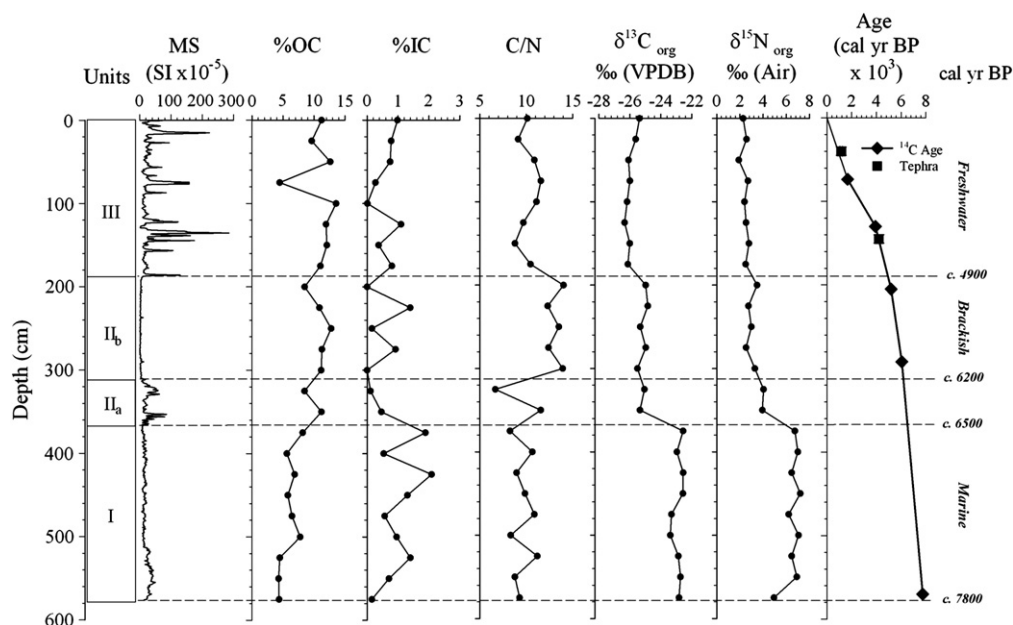 Age
MS %OC %IC C/N δ¹³C org δ¹⁵N org (cal yr BP
Units (SI x10⁻⁵) ‰ (VPDB) ‰ (Air) x 10³) cal yr BP
0 100 200 300 0 5 10 15 0 1 2 3 5 10 15 -28 -26 -24 -22 0 2 4 6 8 0 2 4 6 8
0
¹⁴C Age
Tephra
100
III
Freshwater
c. 4900
200
IIb
Brackish
300
c. 6200
IIa
c. 6500
400
Depth (cm)
I
Marine
500
c. 7800
600